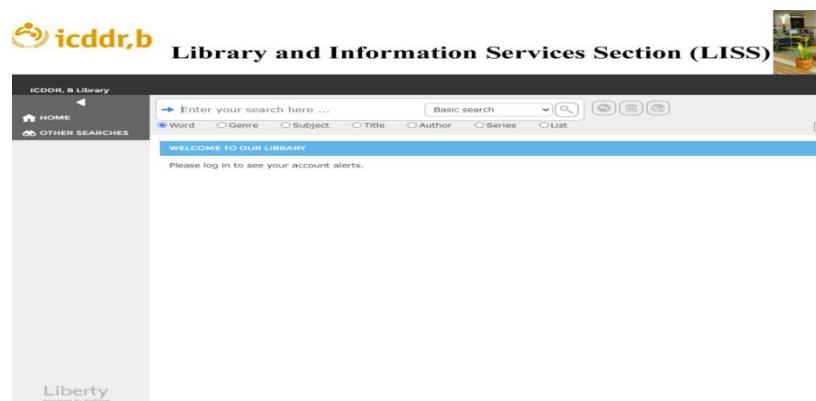 icddr,b
Library and Information Services Section (LISS)
ICDDR, B Library
HOME
OTHER SEARCHES
Enter your search here ...
Basic search
Word Genre Subject Title Author Series List
WELCOME TO OUR LIBRARY
Please log in to see your account alerts.
Liberty